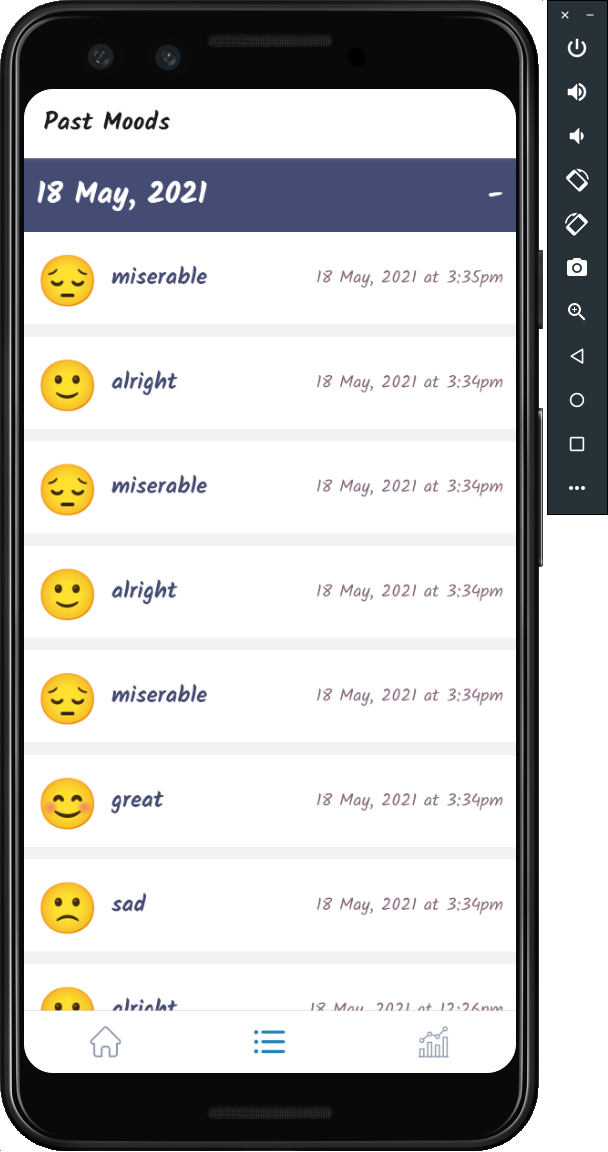 Past Moods
18 May, 2021 -
miserable 18 May, 2021 at 3:35pm
alright 18 May, 2021 at 3:34pm
miserable 18 May, 2021 at 3:34pm
alright 18 May, 2021 at 3:34pm
miserable 18 May, 2021 at 3:34pm
great 18 May, 2021 at 3:34pm
sad 18 May, 2021 at 3:34pm
alright 18 May, 2021 at 12:26pm